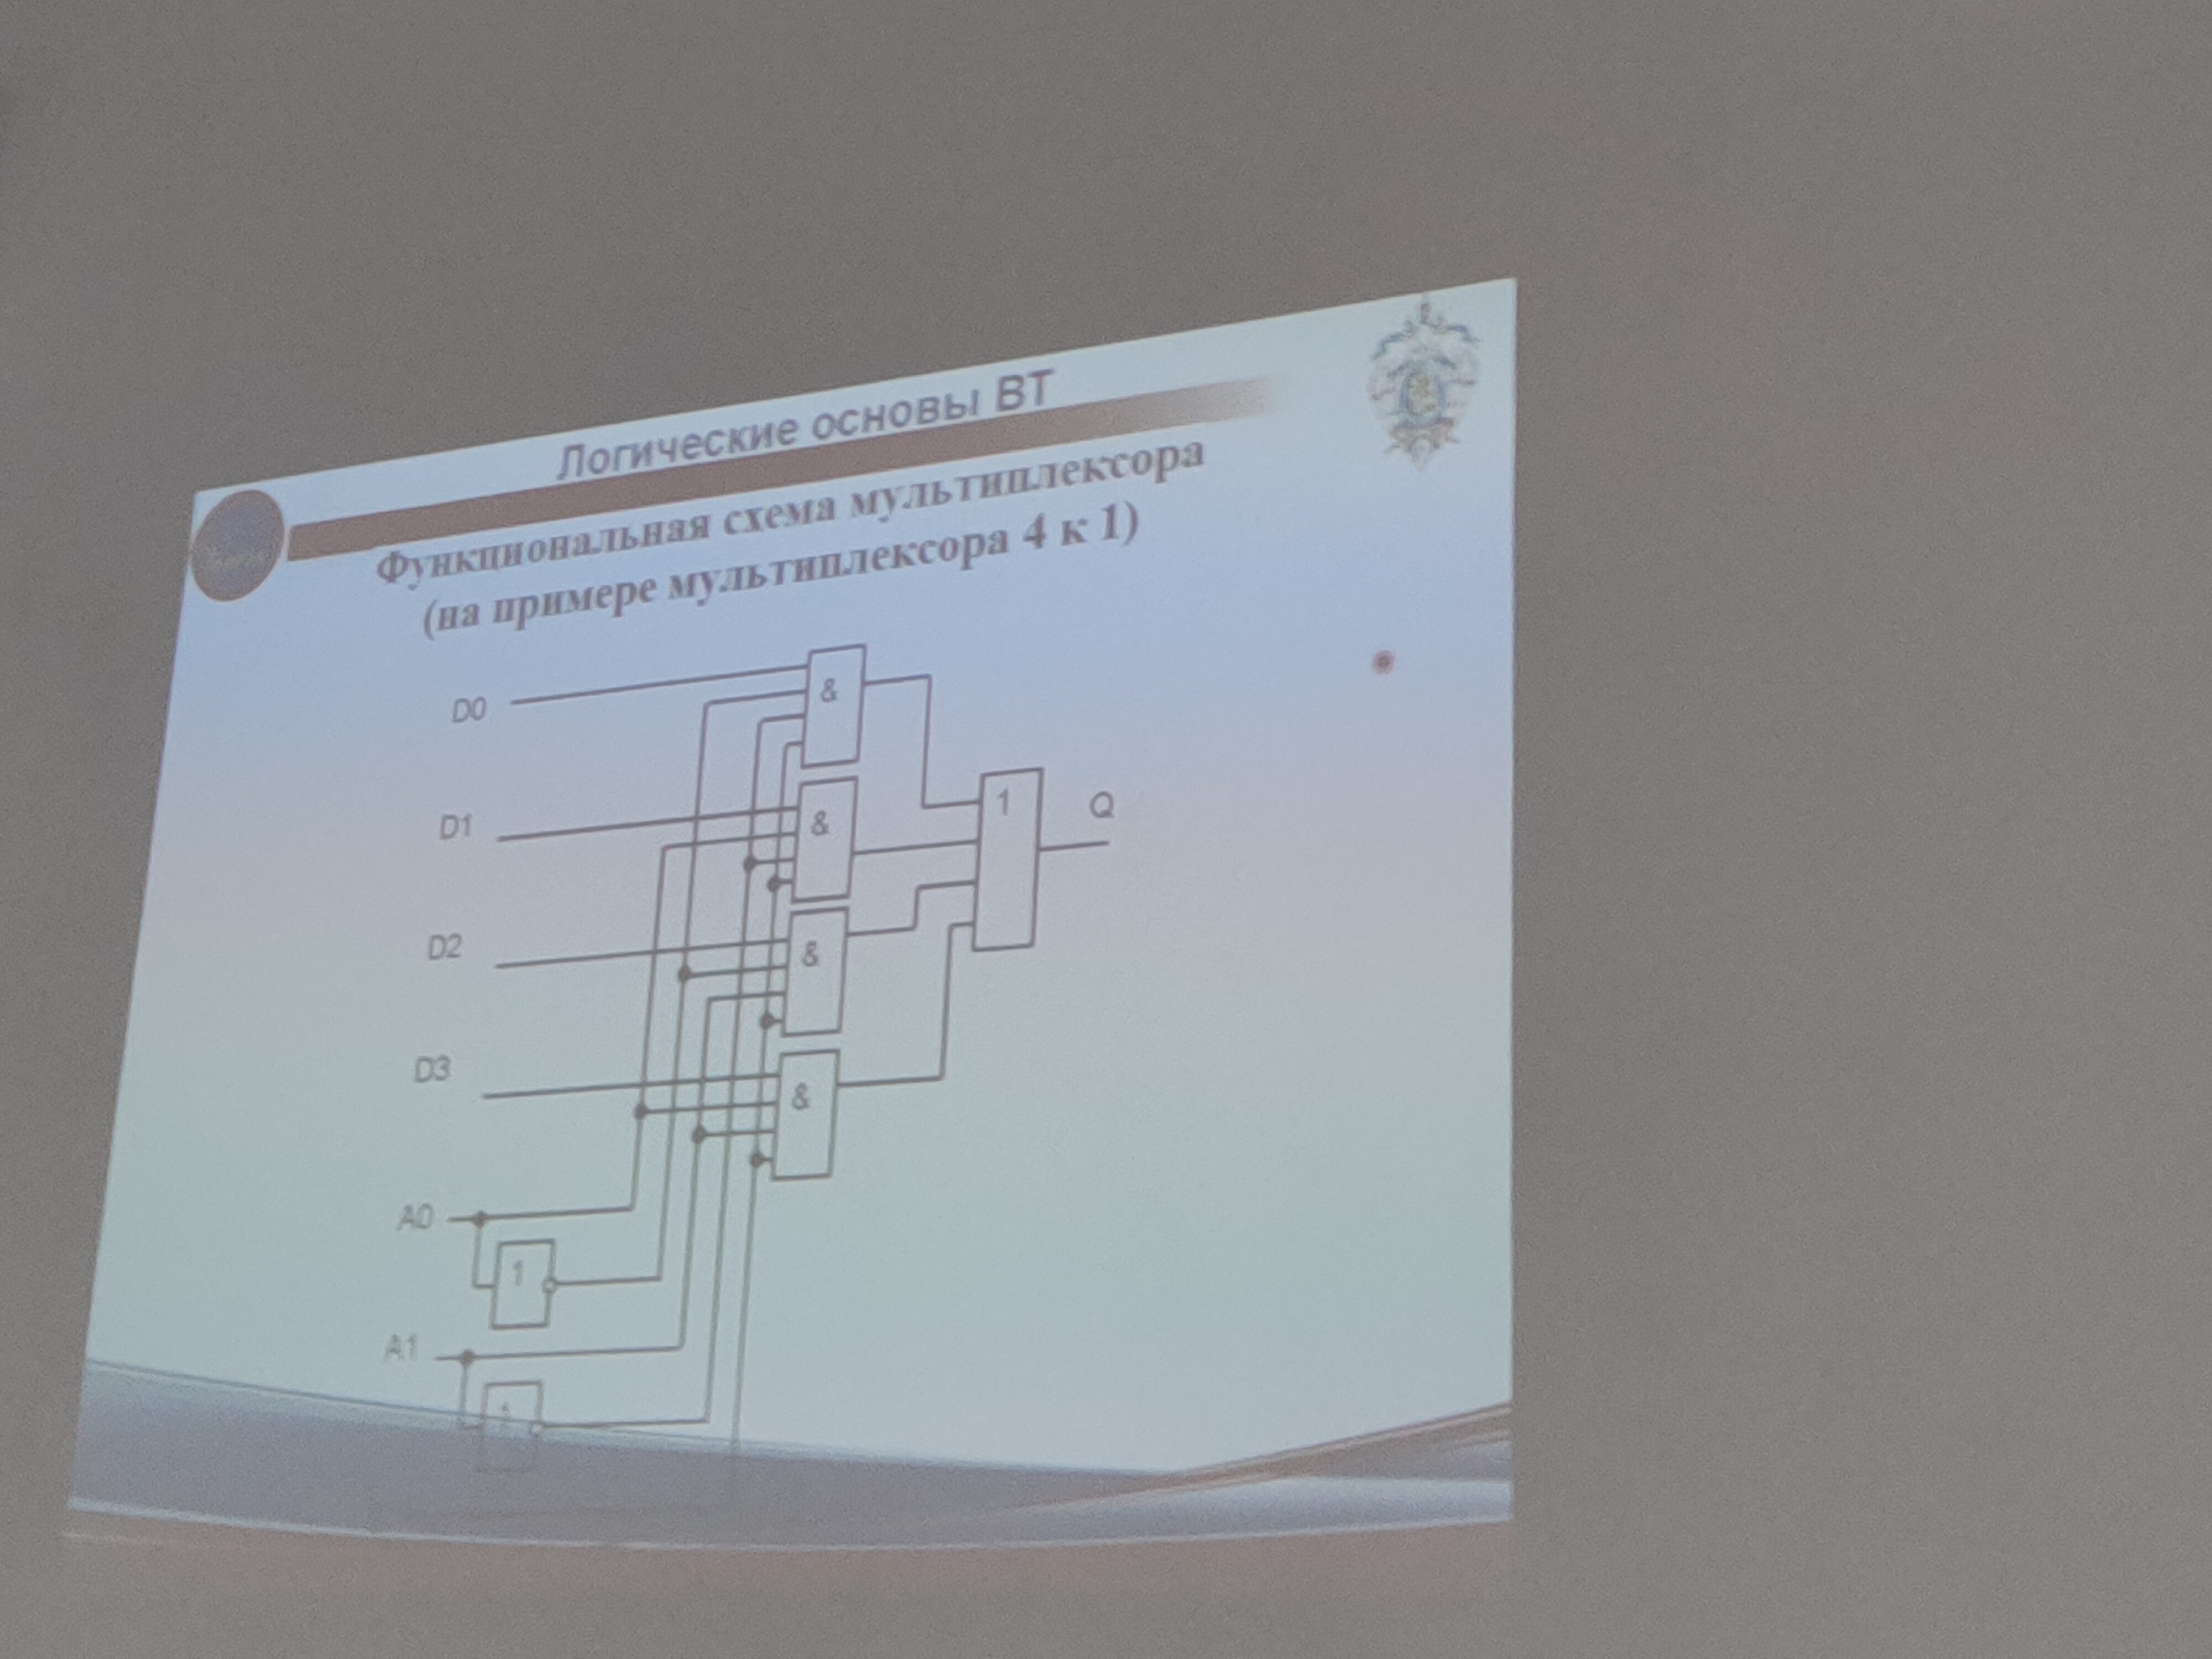 Логические основы ВТ
Функциональная схема мультиплексора
(на примере мультиплексора 4 к 1)
D0
&
D1
&
1
Q
D2
&
D3
&
A0
1
A1
1